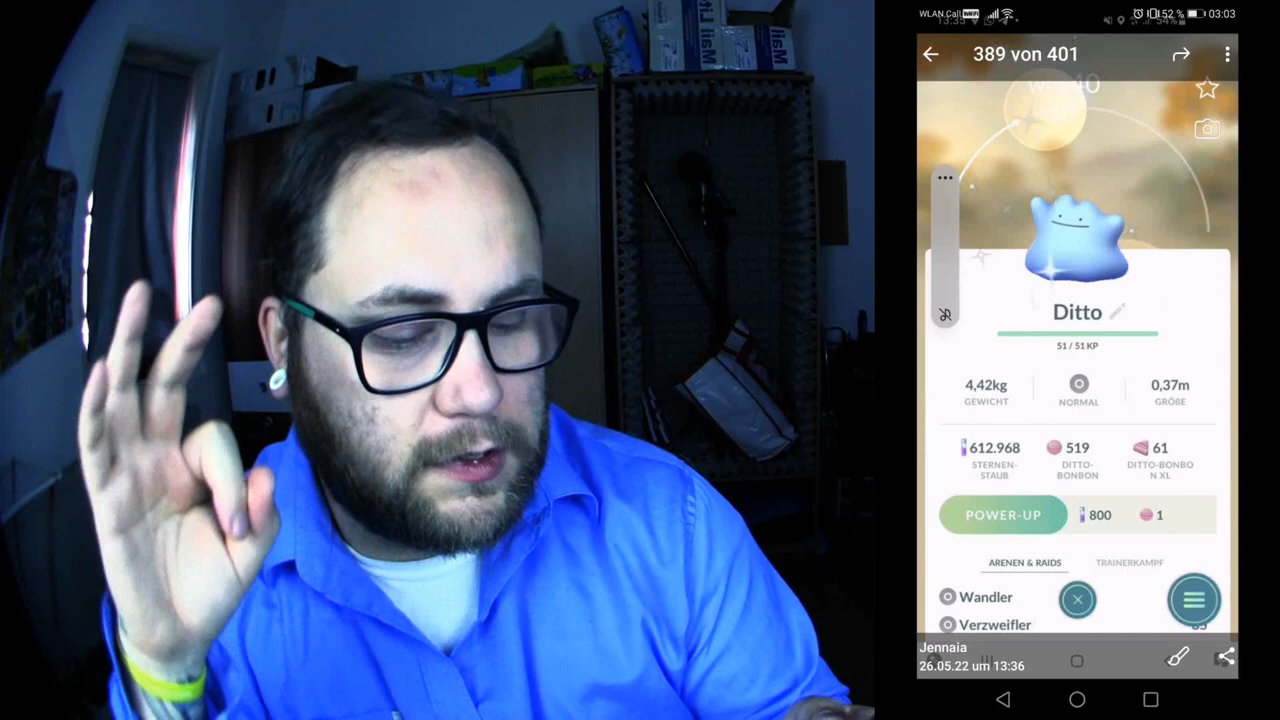 WLAN Call
52 % 03:03
389 von 401
Ditto
51 / 51 KP
4,42kg
GEWICHT
NORMAL
0,37m
GRÖßE
612.968
STERNEN-
STAUB
519
DITTO-
BONBON
61
DITTO-BONBO
N XL
POWER-UP
800
1
ARENEN & RAIDS
TRAINERKAMPF
Wandler
Verzweifler
Jennaia
26.05.22 um 13:36
Mail
Mail